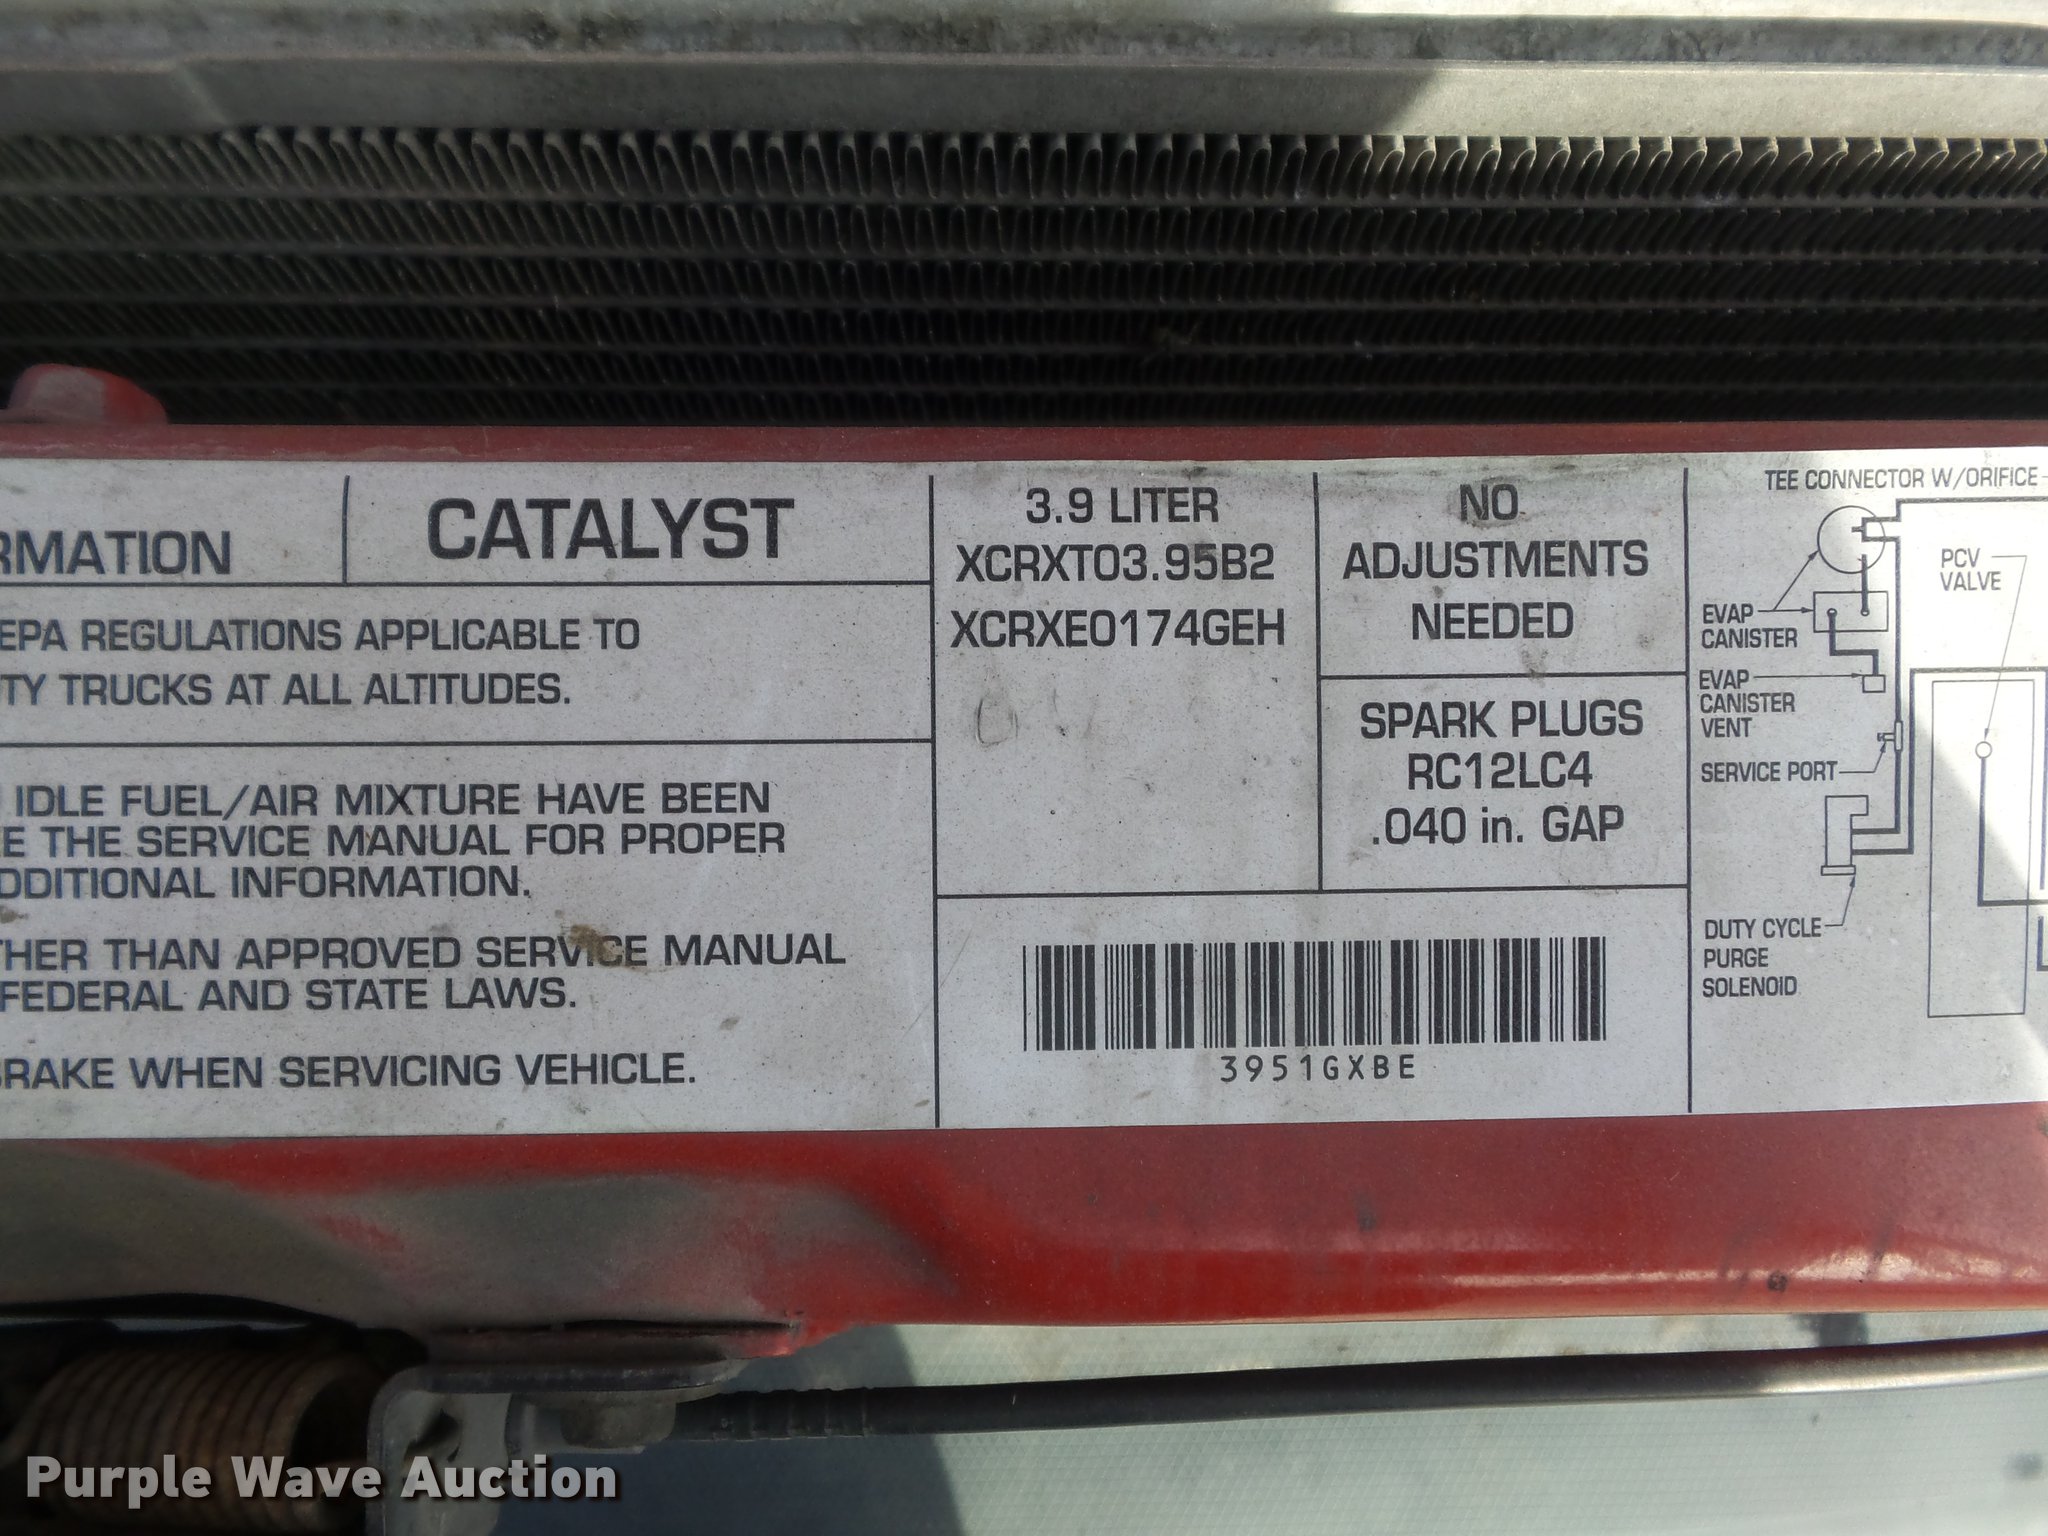 RMATION
CATALYST
EPA REGULATIONS APPLICABLE TO
TY TRUCKS AT ALL ALTITUDES.
IDLE FUEL/AIR MIXTURE HAVE BEEN
E THE SERVICE MANUAL FOR PROPER
DDITIONAL INFORMATION.
THER THAN APPROVED SERVICE MANUAL
FEDERAL AND STATE LAWS.
BRAKE WHEN SERVICING VEHICLE.
3.9 LITER
XCRXT03.95B2
XCRXE0174GEH
NO
ADJUSTMENTS
NEEDED
SPARK PLUGS
RC12LC4
.040 in. GAP
3951GXBE
TEE CONNECTOR W/ORIFICE
PCV
VALVE
EVAP
CANISTER
EVAP
CANISTER
VENT
SERVICE PORT
DUTY CYCLE
PURGE
SOLENOID
Purple Wave Auction